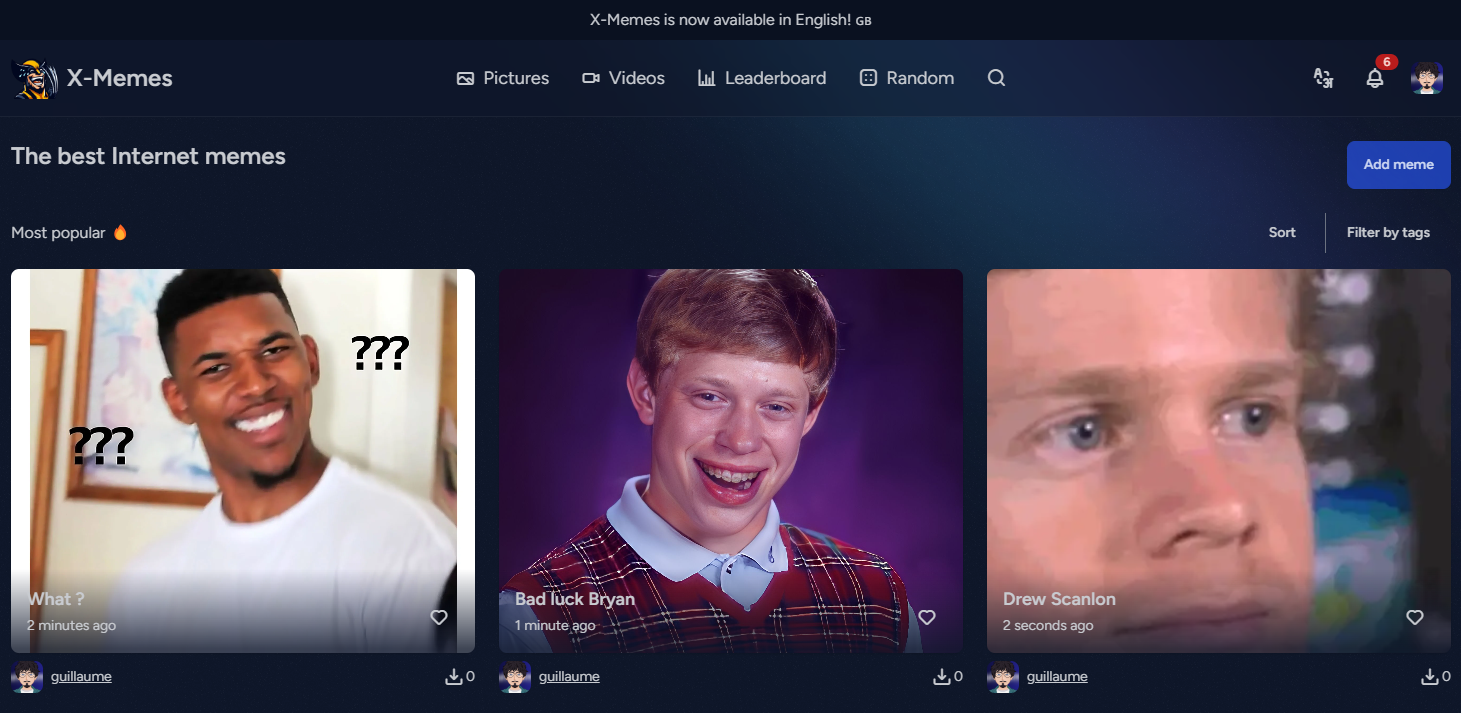 X-Memes is now available in English! GB
X-Memes
Pictures
Videos
Leaderboard
Random
6
The best Internet memes
Add meme
Most popular
Sort
Filter by tags
???
???
What ?
2 minutes ago
Bad luck Bryan
1 minute ago
Drew Scanlon
2 seconds ago
guillaume
0
guillaume
0
guillaume
0